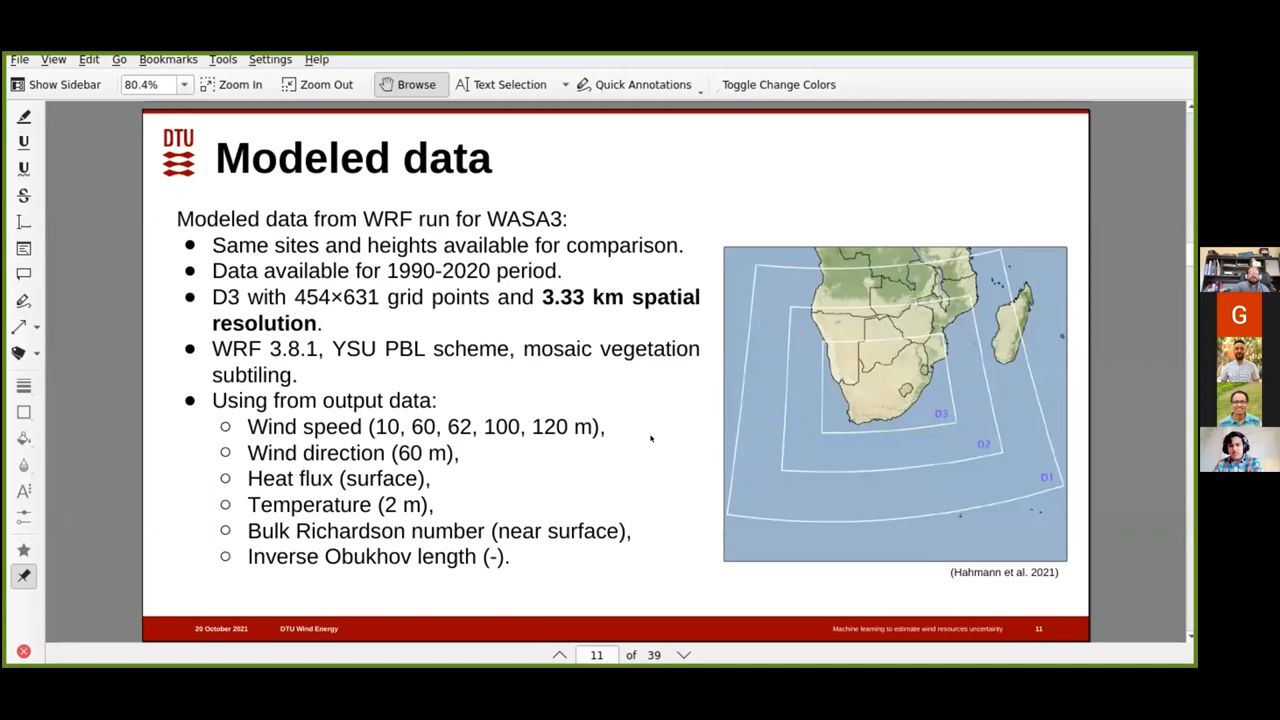 File View Edit Go Bookmarks Tools Settings Help
Show Sidebar 80.4% Zoom In Zoom Out Browse Text Selection Quick Annotations Toggle Change Colors
DTU
Modeled data
Modeled data from WRF run for WASA3:
● Same sites and heights available for comparison.
● Data available for 1990-2020 period.
● D3 with 454×631 grid points and 3.33 km spatial
resolution.
● WRF 3.8.1, YSU PBL scheme, mosaic vegetation
subtiling.
● Using from output data:
○ Wind speed (10, 60, 62, 100, 120 m),
○ Wind direction (60 m),
○ Heat flux (surface),
○ Temperature (2 m),
○ Bulk Richardson number (near surface),
○ Inverse Obukhov length (-).
D3
D2
D1
(Hahmann et al. 2021)
G
20 October 2021 DTU Wind Energy Machine learning to estimate wind resources uncertainty 11
11 of 39